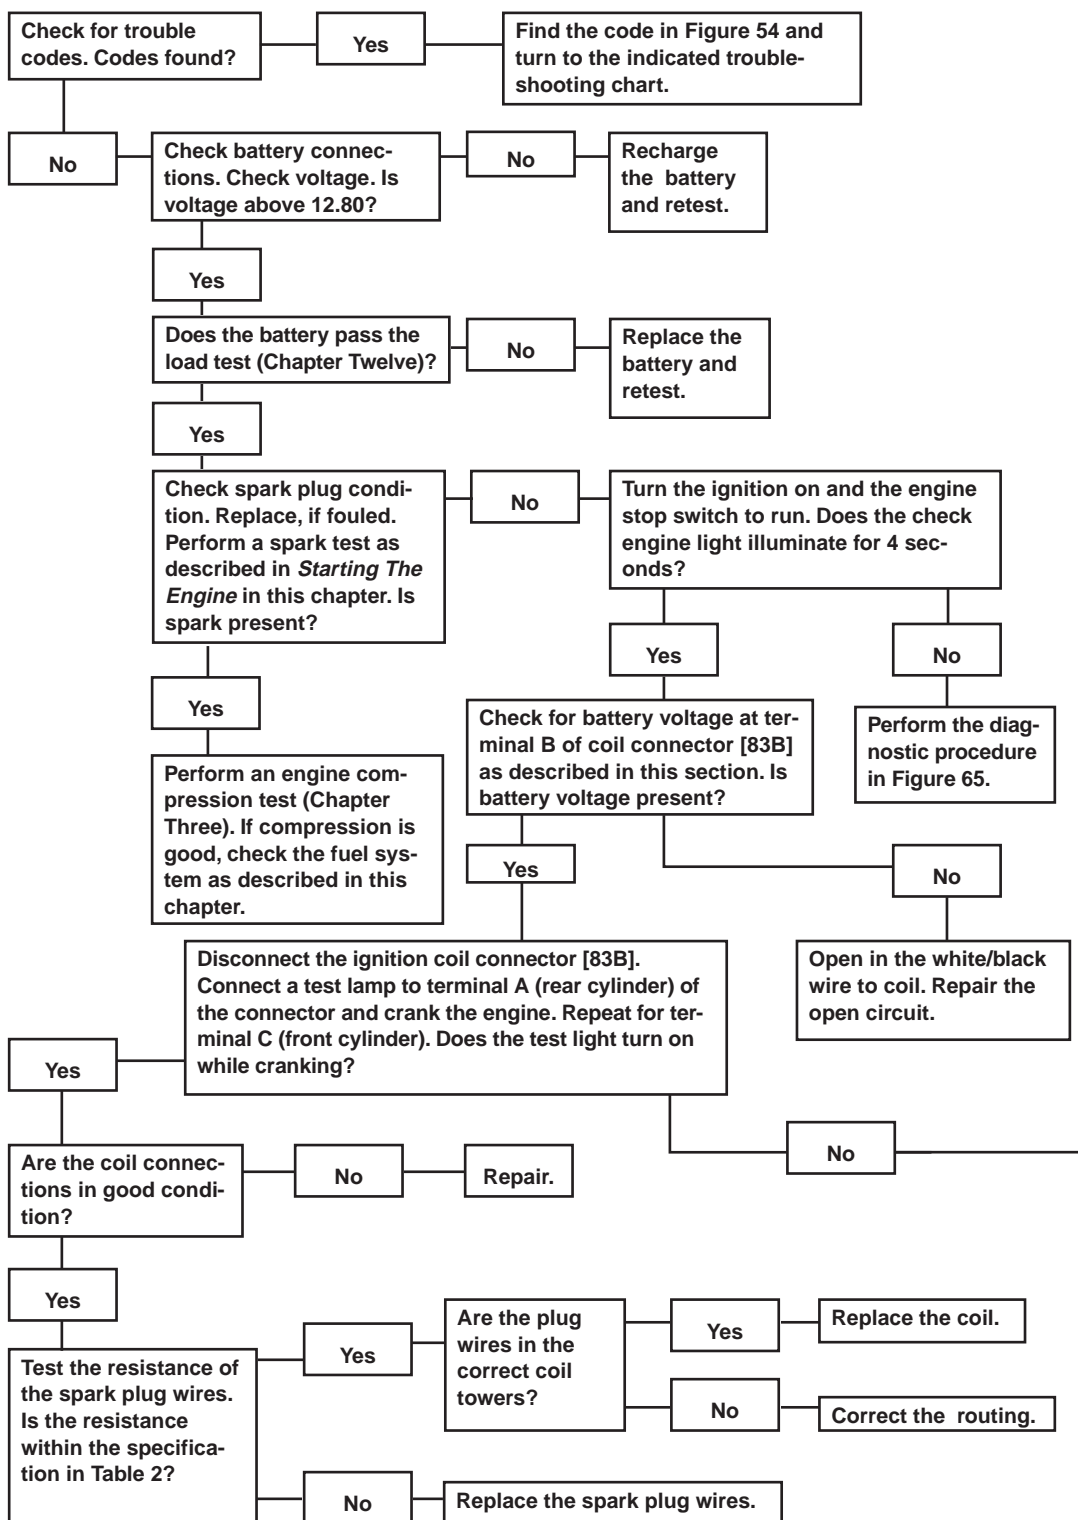 Check for trouble
codes. Codes found?
Yes
Find the code in Figure 54 and
turn to the indicated trouble-
shooting chart.
No
Check battery connec-
tions. Check voltage. Is
voltage above 12.80?
No
Recharge
the battery
and retest.
Yes
Does the battery pass the
load test (Chapter Twelve)?
No
Replace the
battery and
retest.
Yes
Check spark plug condi-
tion. Replace, if fouled.
Perform a spark test as
described in Starting The
Engine in this chapter. Is
spark present?
No
Turn the ignition on and the engine
stop switch to run. Does the check
engine light illuminate for 4 sec-
onds?
Yes
No
Yes
Check for battery voltage at ter-
minal B of coil connector [83B]
as described in this section. Is
battery voltage present?
Perform the diag-
nostic procedure
in Figure 65.
Perform an engine com-
pression test (Chapter
Three). If compression is
good, check the fuel sys-
tem as described in this
chapter.
Yes
No
Disconnect the ignition coil connector [83B].
Connect a test lamp to terminal A (rear cylinder) of
the connector and crank the engine. Repeat for ter-
minal C (front cylinder). Does the test light turn on
while cranking?
Open in the white/black
wire to coil. Repair the
open circuit.
Yes
No
Are the coil connec-
tions in good condi-
tion?
No
Repair.
Yes
Test the resistance of
the spark plug wires.
Is the resistance
within the specifica-
tion in Table 2?
Yes
Are the plug
wires in the
correct coil
towers?
Yes
Replace the coil.
No
Correct the routing.
No
Replace the spark plug wires.